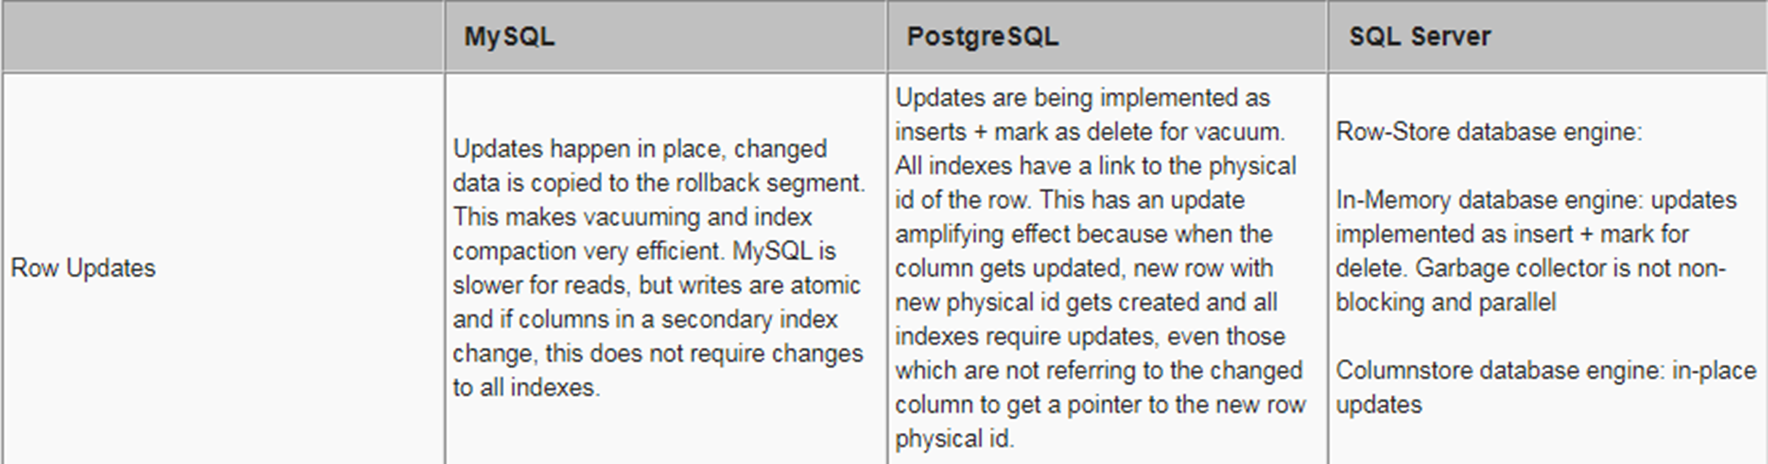 MySQL
PostgreSQL
SQL Server
Row Updates
Updates happen in place, changed
data is copied to the rollback segment.
This makes vacuuming and index
compaction very efficient. MySQL is
slower for reads, but writes are atomic
and if columns in a secondary index
change, this does not require changes
to all indexes.
Updates are being implemented as
inserts + mark as delete for vacuum.
All indexes have a link to the physical
id of the row. This has an update
amplifying effect because when the
column gets updated, new row with
new physical id gets created and all
indexes require updates, even those
which are not referring to the changed
column to get a pointer to the new row
physical id.
Row-Store database engine:
In-Memory database engine: updates
implemented as insert + mark for
delete. Garbage collector is not non-
blocking and parallel
Columnstore database engine: in-place
updates